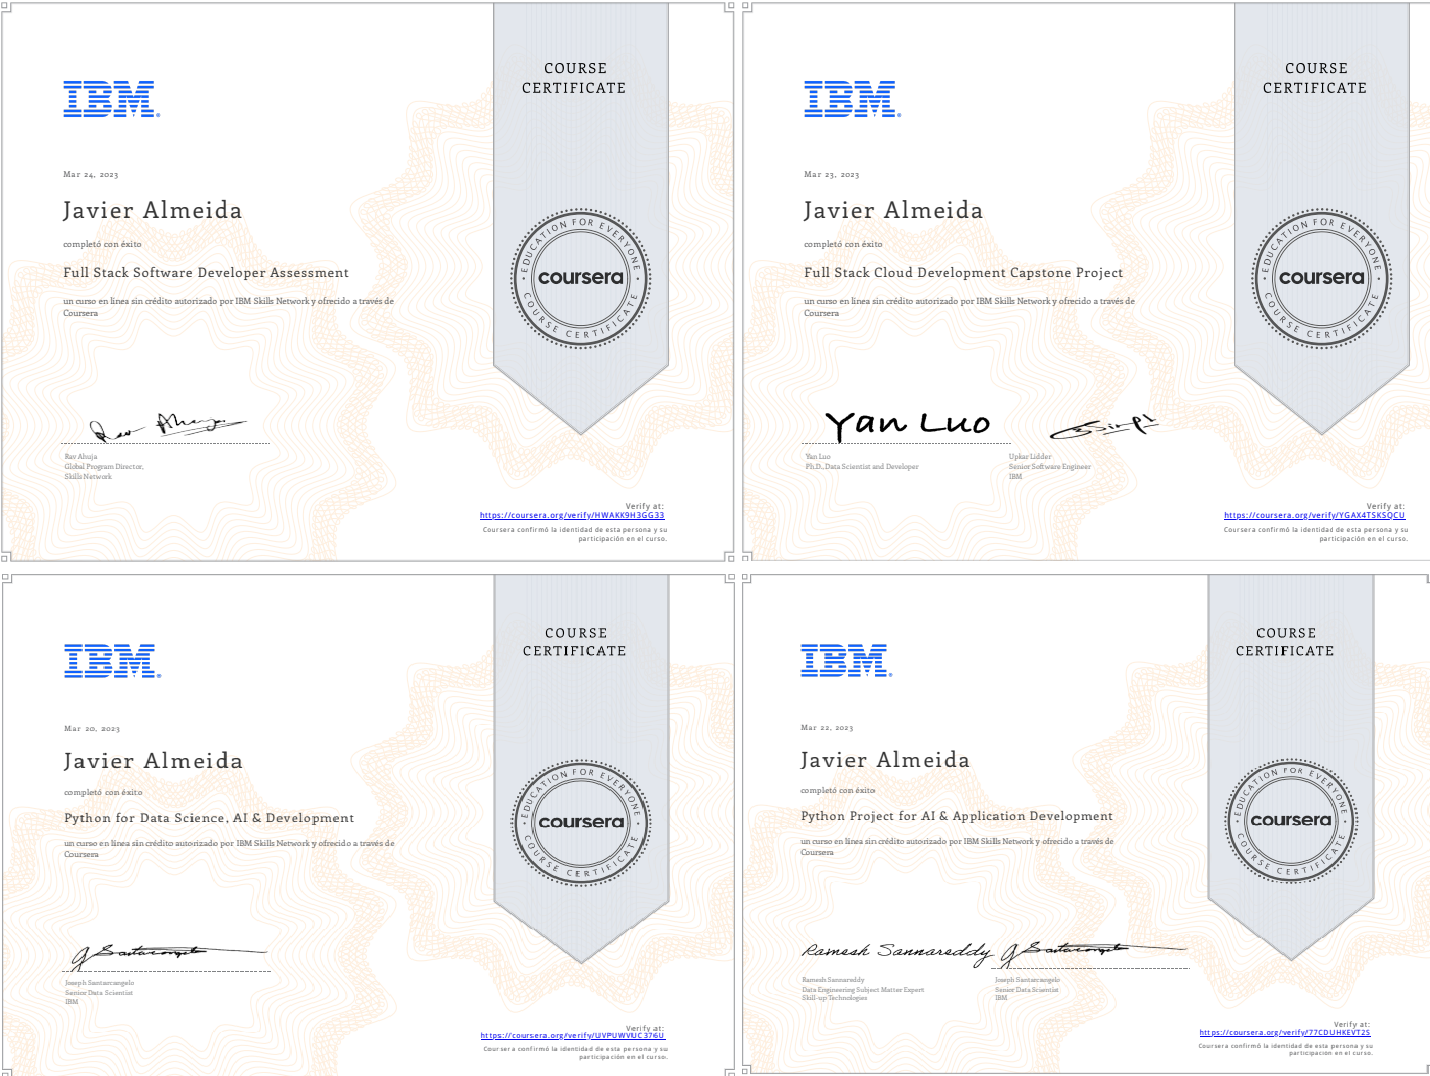 COURSE
CERTIFICATE
IBM®
Mar 24, 2023
Javier Almeida
completó con éxito
Full Stack Software Developer Assessment
un curso en línea sin crédito autorizado por IBM Skills Network y ofrecido a través de
Coursera
EDUCATION FOR EVERYONE
coursera
COURSE CERTIFICATE
Rav Ahuja
Global Program Director,
Skills Network
Verify at:
https://coursera.org/verify/HWAKK9H3GG33
Coursera confirmó la identidad de esta persona y su
participación en el curso.
COURSE
CERTIFICATE
IBM®
Mar 23, 2023
Javier Almeida
completó con éxito
Full Stack Cloud Development Capstone Project
un curso en línea sin crédito autorizado por IBM Skills Network y ofrecido a través de
Coursera
EDUCATION FOR EVERYONE
coursera
COURSE CERTIFICATE
Yan Luo
Yan Luo
Ph.D., Data Scientist and Developer
Upkar Lidder
Senior Software Engineer
IBM
Verify at:
https://coursera.org/verify/YGAX4TSKSQCU
Coursera confirmó la identidad de esta persona y su
participación en el curso.
COURSE
CERTIFICATE
IBM®
Mar 20, 2023
Javier Almeida
completó con éxito
Python for Data Science, AI & Development
un curso en línea sin crédito autorizado por IBM Skills Network y ofrecido a través de
Coursera
EDUCATION FOR EVERYONE
coursera
COURSE CERTIFICATE
J Santarcangelo
Joseph Santarcangelo
Senior Data Scientist
IBM
Verify at:
Coursera confirmó la identidad de esta persona y su
participación en el curso.
COURSE
CERTIFICATE
IBM®
Mar 22, 2023
Javier Almeida
completó con éxito
Python Project for AI & Application Development
un curso en línea sin crédito autorizado por IBM Skills Network y ofrecido a través de
Coursera
EDUCATION FOR EVERYONE
coursera
COURSE CERTIFICATE
Ramesh Sannareddy J Santarcangelo
Ramesh Sannareddy
Data Engineering Subject Matter Expert
Skill-up Technologies
Joseph Santarcangelo
Senior Data Scientist
IBM
Verify at:
Coursera confirmó la identidad de esta persona y su
participación en el curso.